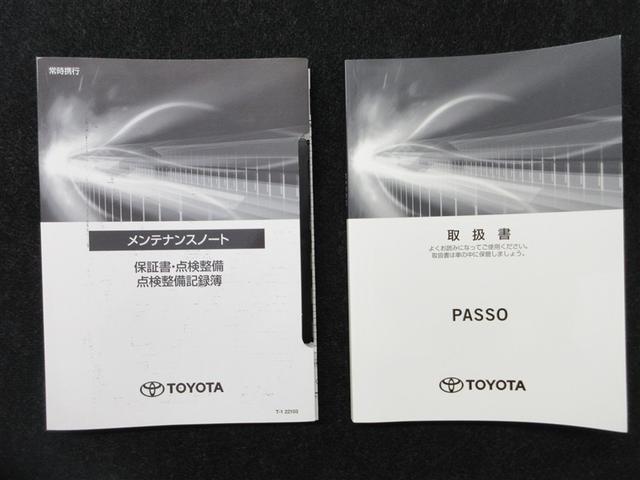 常時携行
メンテナンスノート
保証書・点検整備
点検整備記録簿
TOYOTA
T-1 22103
取扱書
よくお読みになってご使用ください。
取扱書は車の中に保管しましょう。
PASSO
TOYOTA